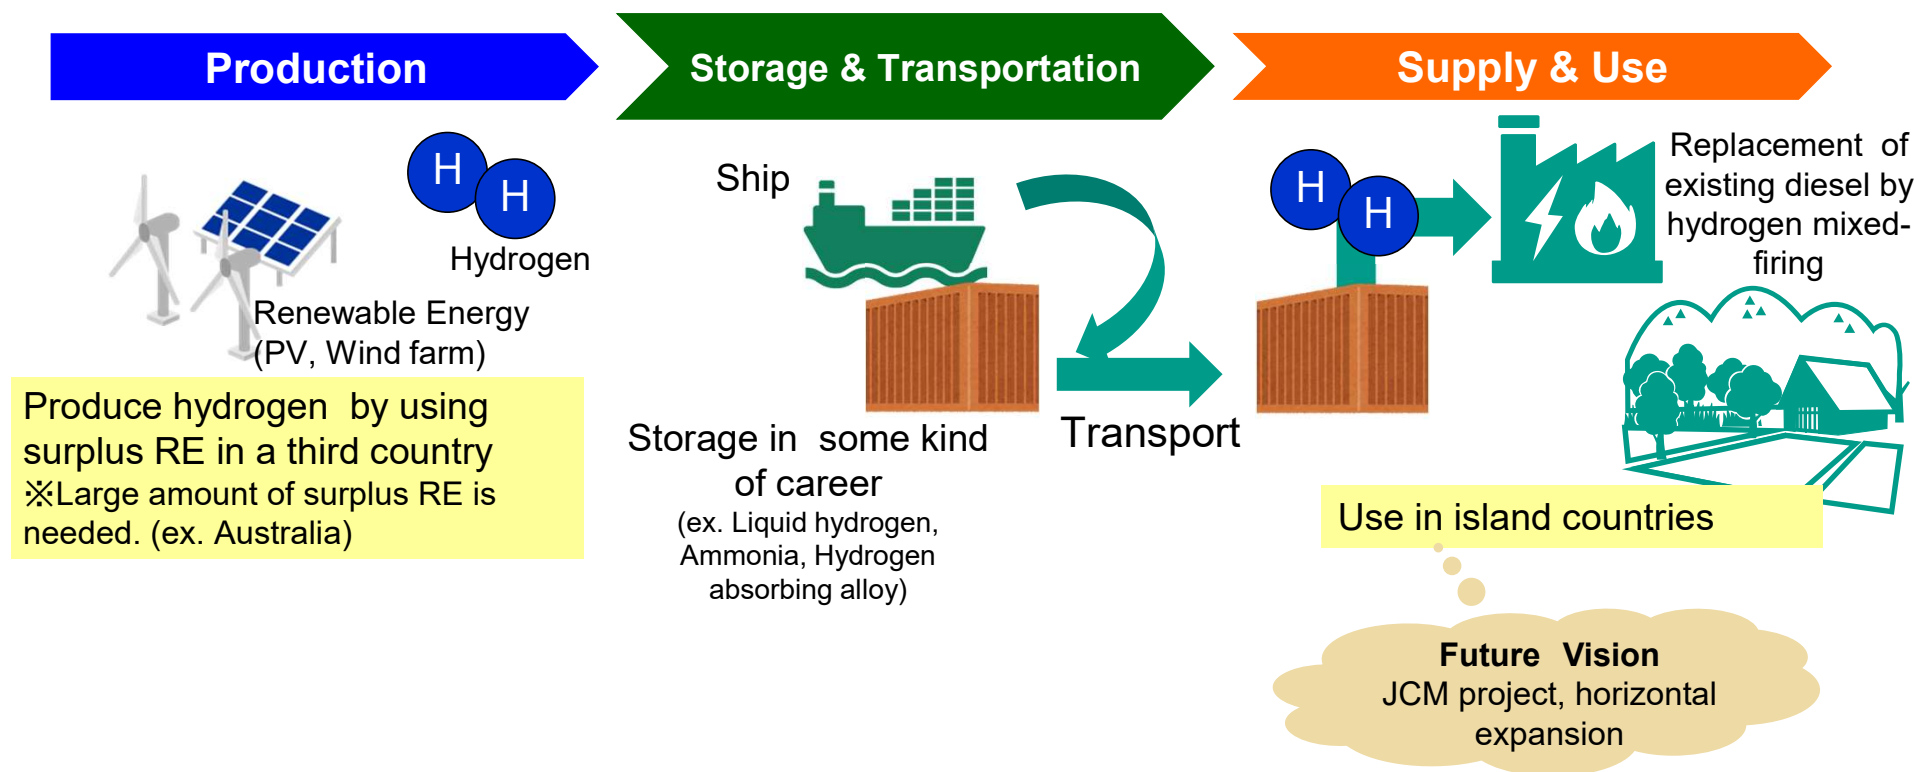 Production
Storage & Transportation
Supply & Use
H
H
Hydrogen
Renewable Energy
(PV, Wind farm)
Produce hydrogen by using
surplus RE in a third country
※Large amount of surplus RE is
needed. (ex. Australia)
Ship
Storage in some kind
of career
(ex. Liquid hydrogen,
Ammonia, Hydrogen
absorbing alloy)
Transport
H
H
Replacement of
existing diesel by
hydrogen mixed-
firing
Use in island countries
Future Vision
JCM project, horizontal
expansion